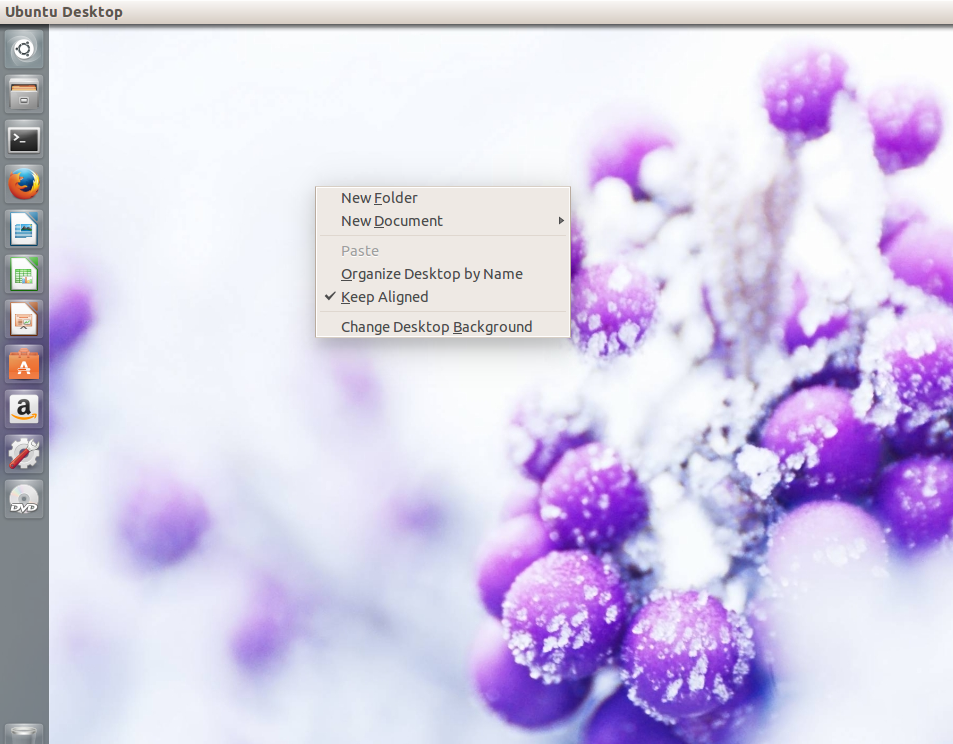 Ubuntu Desktop
>_
New Folder
New Document
Paste
Organize Desktop by Name
Keep Aligned
Change Desktop Background
A
a
DVD